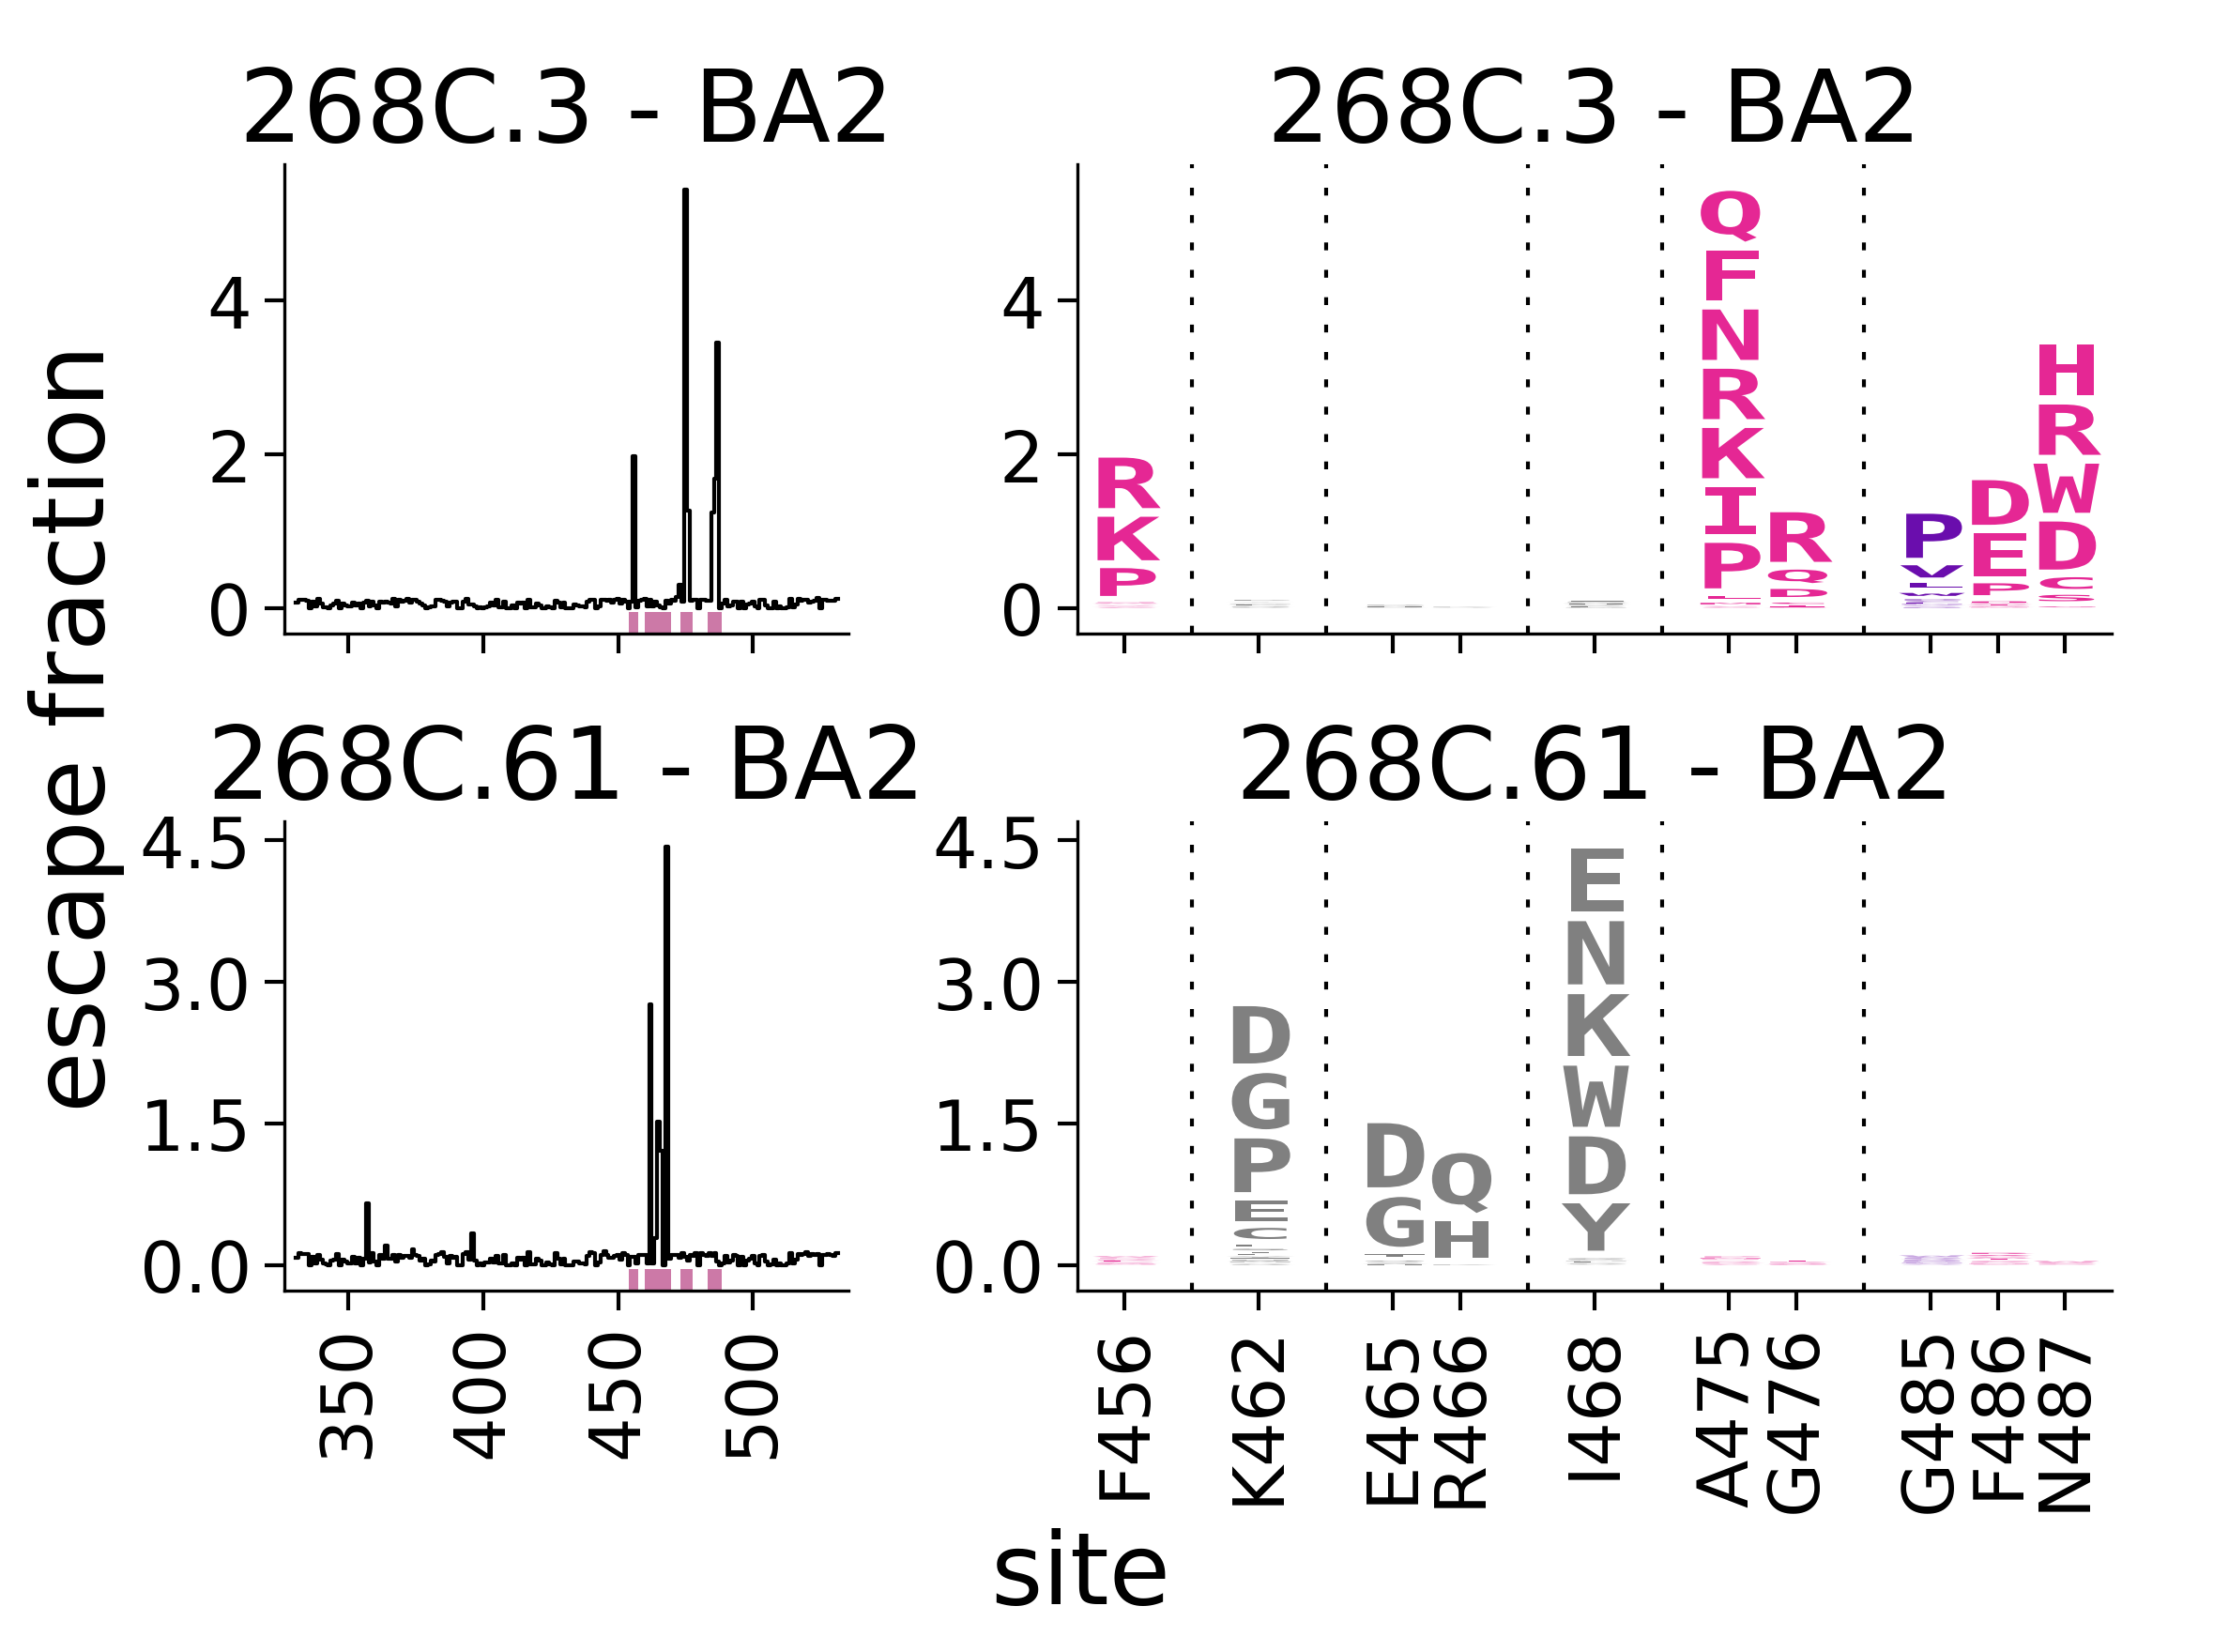 268C.3 - BA2
268C.3 - BA2
escape fraction
4
2
0
4
2
0
R
K
P
Q
F
N
R
K
I
P
R
Q
D
P
V
L
W
D
E
P
H
R
W
D
C
S
268C.61 - BA2
268C.61 - BA2
4.5
3.0
1.5
0.0
4.5
3.0
1.5
0.0
D
G
P
E
C
D
G
Q
H
E
N
K
W
D
Y
350
400
450
500
F456
K462
E465
R466
I468
A475
G476
G485
F486
N487
site